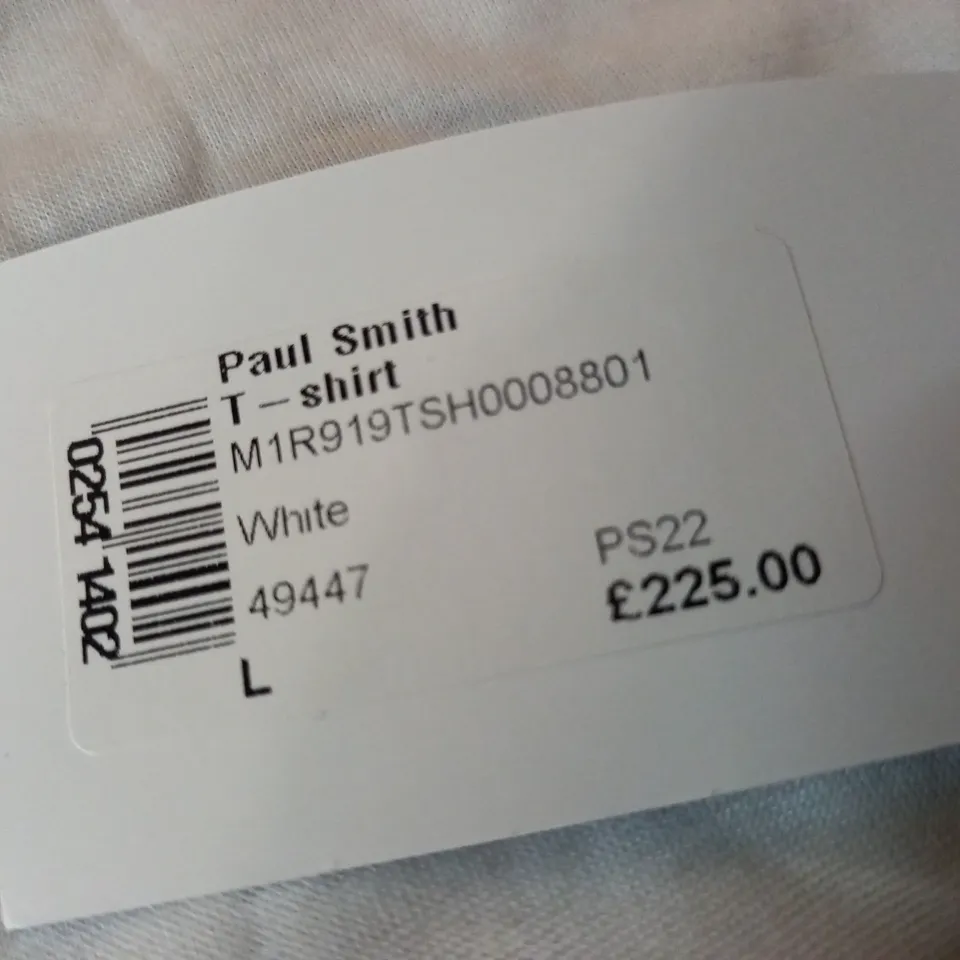 Paul Smith
T-shirt
M1R919TSH0008801
White
49447
PS22
£225.00
L
0254 1402